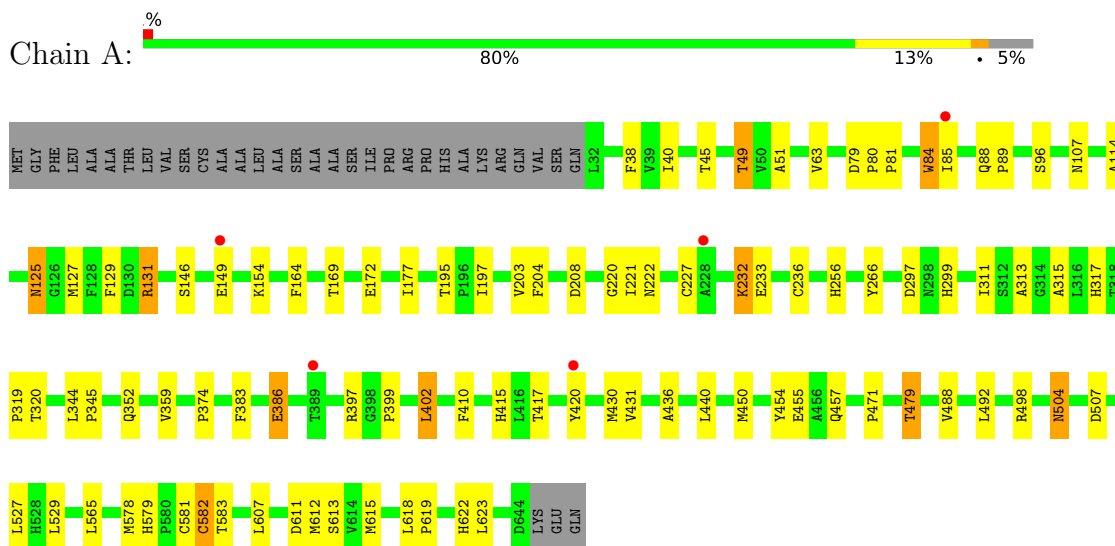 %
Chain A:
80% 13% • 5%
MET GLY PHE LEU ALA ALA THR LEU VAL SER CYS ALA ALA LEU ALA SER ALA ALA SER ILE PRO ARG PRO HIS ALA LYS ARG GLN VAL SER GLN L32 F38 V39 I40 T45 T49 V50 A51 V63 D79 P80 P81 W84 I85 Q88 P89 S96 N107 A114
N125 G126 M127 F128 F129 D130 R131 S146 E149 K154 F164 T169 E172 I177 T195 P196 I197 V203 F204 D208 G220 I221 N222 C227 A228 K232 E233 C236 H256 Y266 D297 N298 H299 I311 S312 A313 G314 A315 L316 H317 T318
P319 T320 L344 P345 Q352 V359 P374 F383 E386 T389 R397 G398 P399 L402 F410 H415 L416 T417 Y420 M430 V431 A436 L440 M450 Y454 E455 A456 Q457 P471 T479 V488 L492 R498 N504 D507
L527 H528 L529 L565 M578 H579 P580 C581 C582 T583 L607 D611 M612 S613 V614 M615 L618 P619 H622 L623 D644 LYS GLU GLN